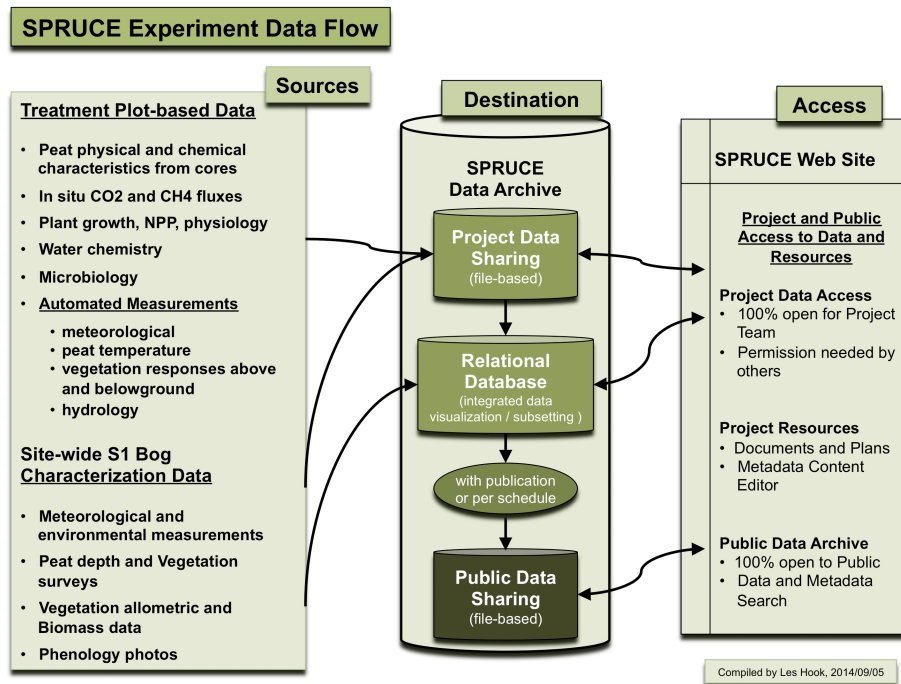 SPRUCE Experiment Data Flow
Sources
Treatment Plot-based Data
• Peat physical and chemical
characteristics from cores
• In situ CO2 and CH4 fluxes
• Plant growth, NPP, physiology
• Water chemistry
• Microbiology
• Automated Measurements
• meteorological
• peat temperature
• vegetation responses above
and belowground
• hydrology
Site-wide S1 Bog
Characterization Data
• Meteorological and
environmental measurements
• Peat depth and Vegetation
surveys
• Vegetation allometric and
Biomass data
• Phenology photos
Destination
SPRUCE
Data Archive
Project Data
Sharing
(file-based)
Relational
Database
(integrated data
visualization / subsetting )
with publication
or per schedule
Public Data
Sharing
(file-based)
Access
SPRUCE Web Site
Project and Public
Access to Data and
Resources
Project Data Access
• 100% open for Project
Team
• Permission needed by
others
Project Resources
• Documents and Plans
• Metadata Content
Editor
Public Data Archive
• 100% open to Public
• Data and Metadata
Search
Compiled by Les Hook, 2014/09/05